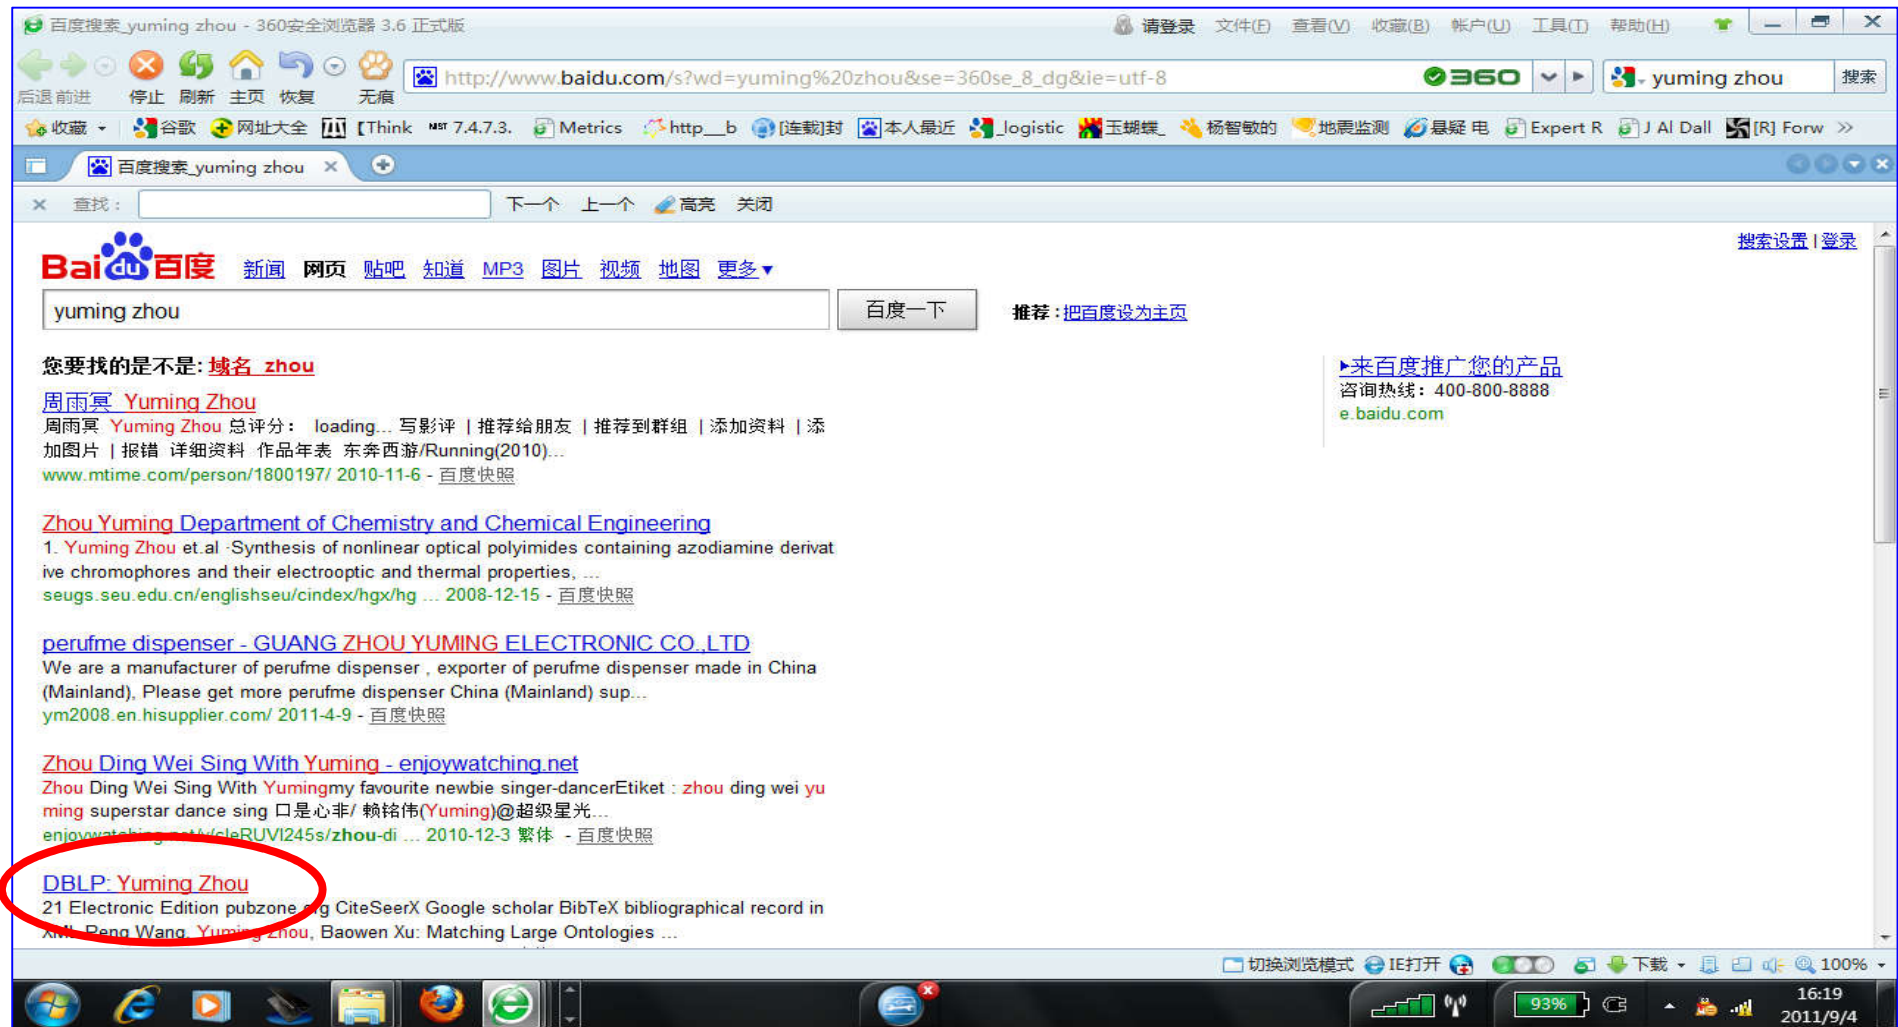 百度搜索_yuming zhou - 360安全浏览器 3.6 正式版
请登录 文件(F) 查看(V) 收藏(B) 帐户(U) 工具(T) 帮助(H)
http://www.baidu.com/s?wd=yuming%20zhou&se=360se_8_dg&ie=utf-8
360
yuming zhou 搜索
后退 前进 停止 刷新 主页 恢复 无痕
收藏 谷歌 网址大全 【Think NIST 7.4.7.3. Metrics http__b [连载]封 本人最近 _logistic 玉蝴蝶_ 杨智敏的 地震监测 悬疑 电 Expert R J Al Dall [R] Forw >>
百度搜索_yuming zhou
查找: 下一个 上一个 高亮 关闭
搜索设置 | 登录
Bai du 百度 新闻 网页 贴吧 知道 MP3 图片 视频 地图 更多▼
yuming zhou 百度一下 推荐 : 把百度设为主页
您要找的是不是: 域名 zhou
周雨冥 Yuming Zhou
周雨冥 Yuming Zhou 总评分: loading... 写影评 | 推荐给朋友 | 推荐到群组 | 添加资料 | 添
加图片 | 报错 详细资料 作品年表 东奔西游/Running(2010)...
www.mtime.com/person/1800197/ 2010-11-6 - 百度快照
Zhou Yuming Department of Chemistry and Chemical Engineering
1. Yuming Zhou et.al ·Synthesis of nonlinear optical polyimides containing azodiamine derivat
ive chromophores and their electrooptic and thermal properties, ...
seugs.seu.edu.cn/englishseu/cindex/hgx/hg ... 2008-12-15 - 百度快照
perufme dispenser - GUANG ZHOU YUMING ELECTRONIC CO.,LTD
We are a manufacturer of perufme dispenser , exporter of perufme dispenser made in China
(Mainland), Please get more perufme dispenser China (Mainland) sup...
ym2008.en.hisupplier.com/ 2011-4-9 - 百度快照
Zhou Ding Wei Sing With Yuming - enjoywatching.net
Zhou Ding Wei Sing With Yumingmy favourite newbie singer-dancerEtiket : zhou ding wei yu
ming superstar dance sing 口是心非/ 赖铭伟(Yuming)@超级星光...
enjoywatching.net/v/cleRUVI245s/zhou-di ... 2010-12-3 繁体 - 百度快照
DBLP: Yuming Zhou
21 Electronic Edition pubzone.org CiteSeerX Google scholar BibTeX bibliographical record in
XML Peng Wang, Yuming Zhou, Baowen Xu: Matching Large Ontologies ...
▸来百度推广您的产品
咨询热线: 400-800-8888
e.baidu.com
切换浏览模式 IE打开 下载 100%
93%
16:19
2011/9/4